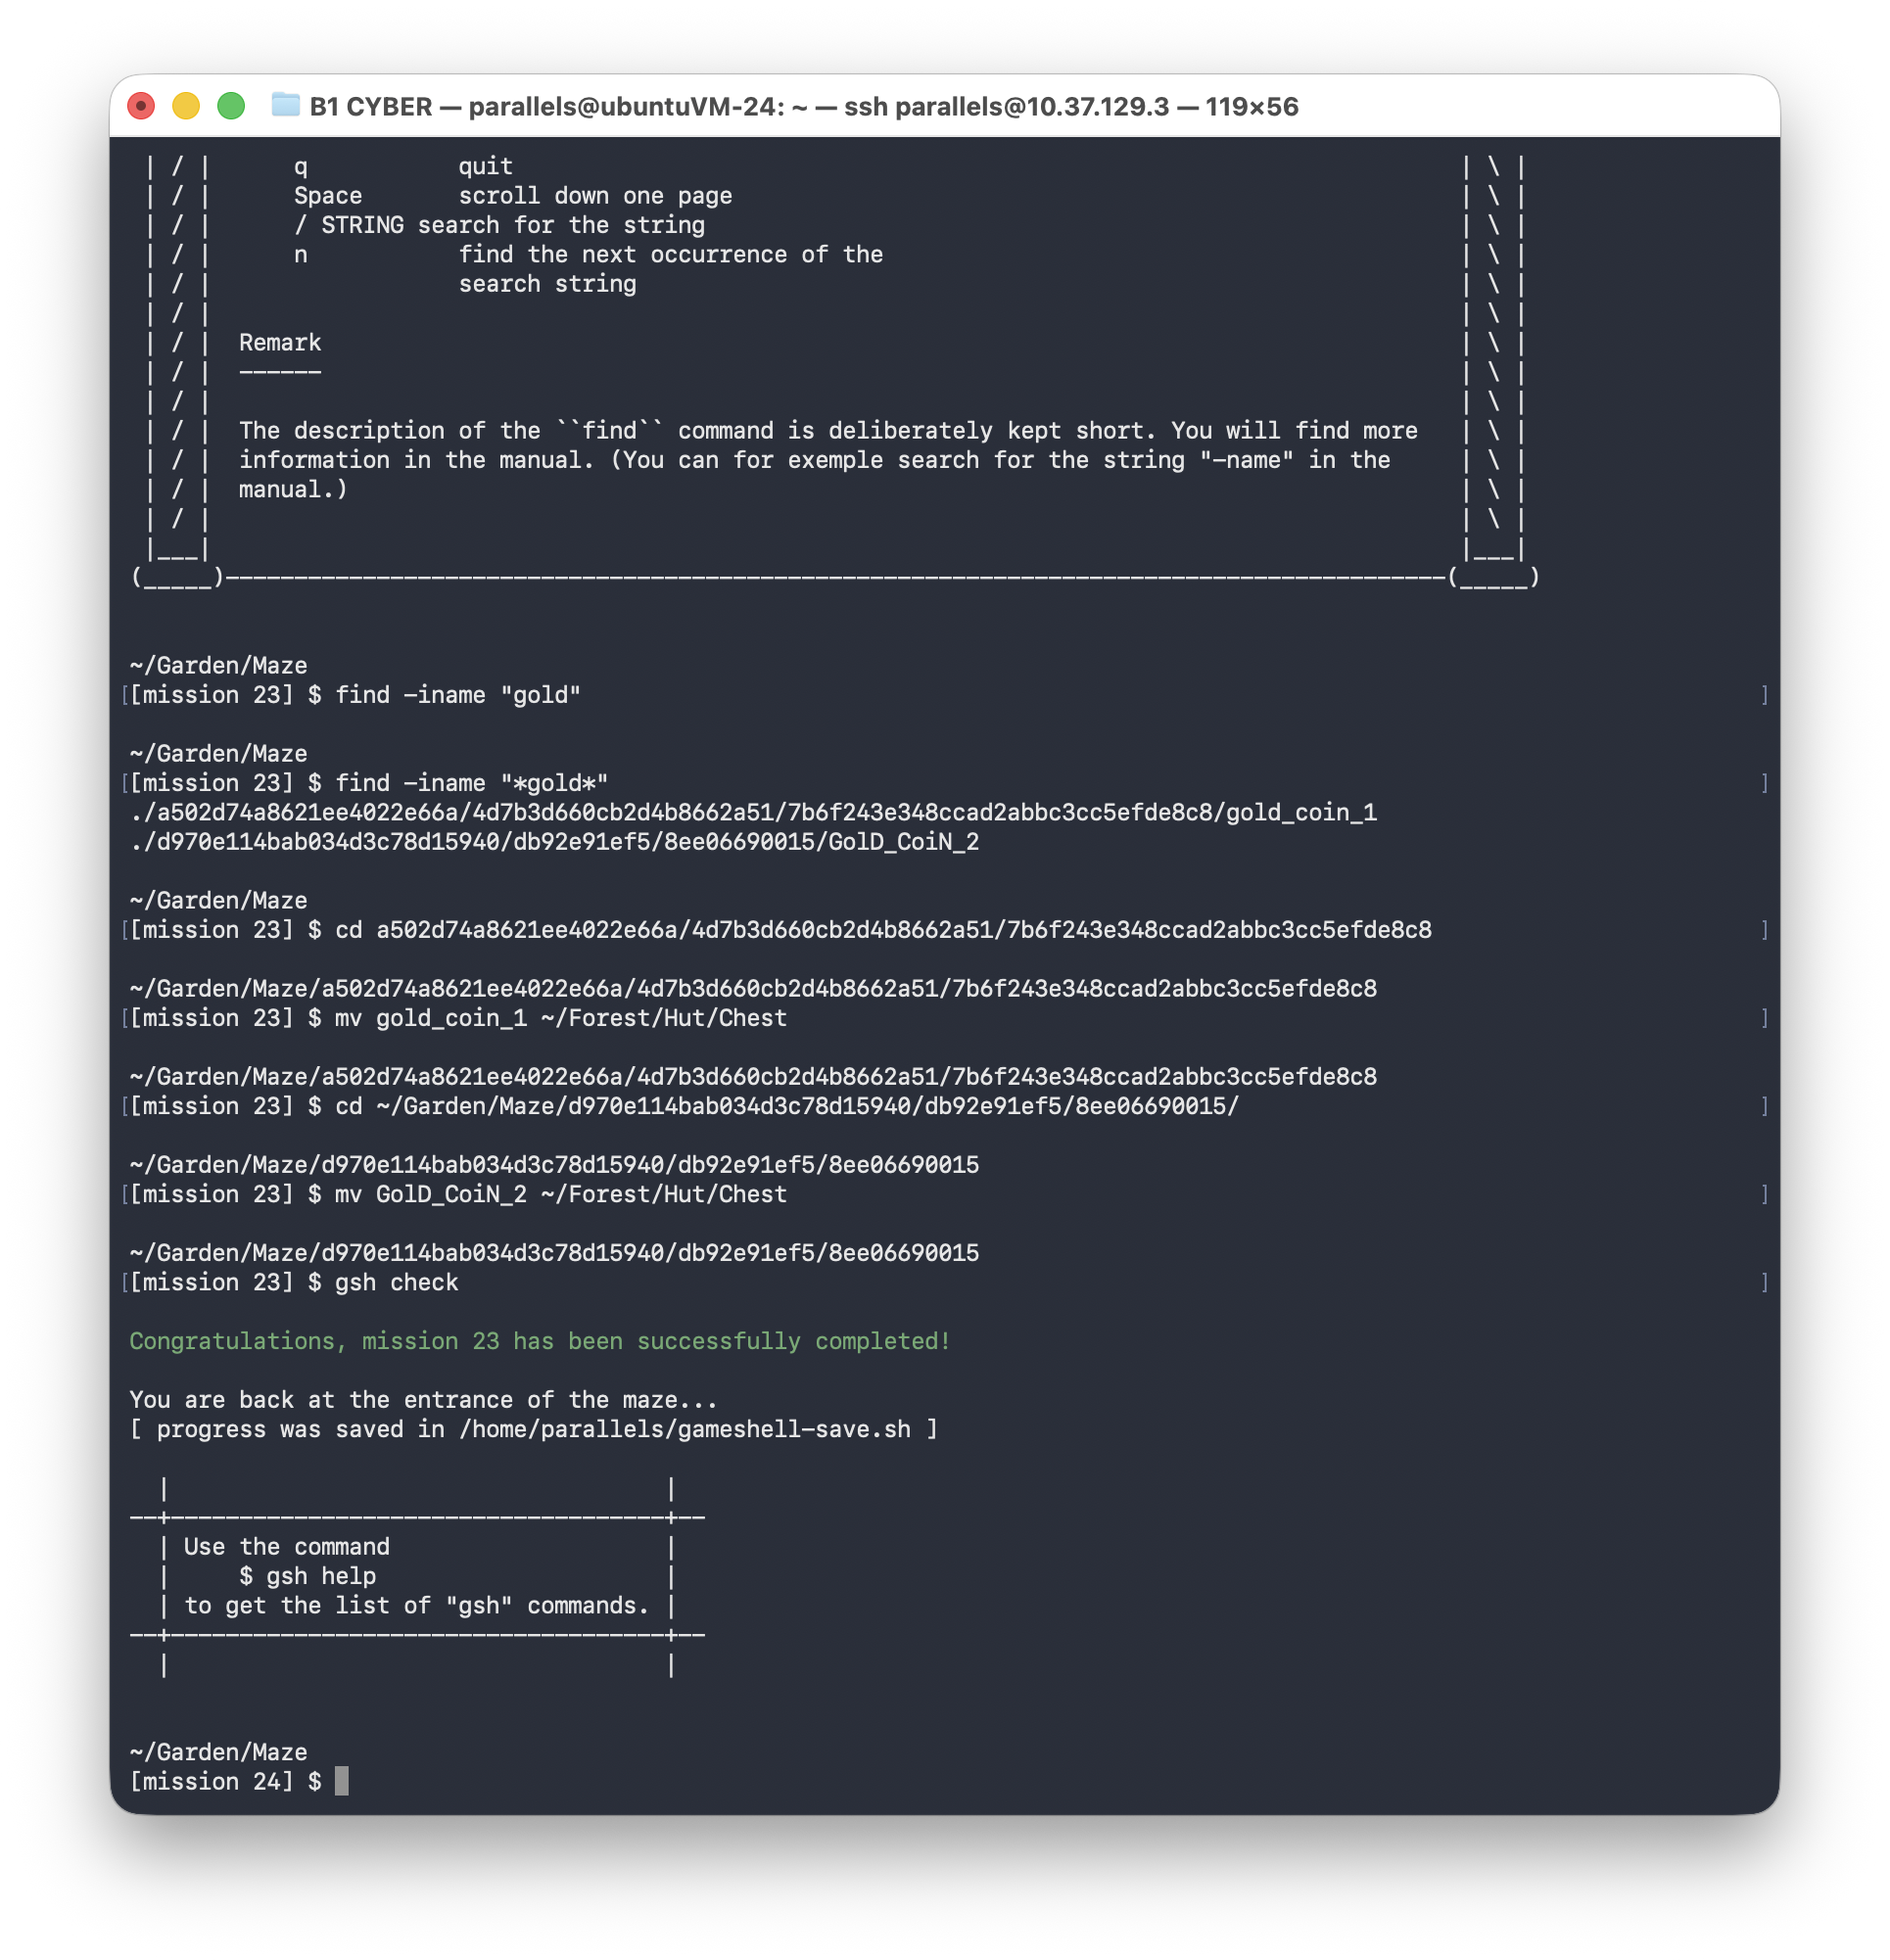 B1 CYBER — parallels@ubuntuVM-24: ~ — ssh parallels@10.37.129.3 — 119×56
| / |      q           quit                                                                      | \ |
| / |      Space       scroll down one page                                                      | \ |
| / |      / STRING search for the string                                                        | \ |
| / |      n           find the next occurrence of the                                           | \ |
| / |                  search string                                                             | \ |
| / |                                                                                            | \ |
| / |  Remark                                                                                    | \ |
| / |  ------                                                                                    | \ |
| / |                                                                                            | \ |
| / |  The description of the ``find`` command is deliberately kept short. You will find more   | \ |
| / |  information in the manual. (You can for exemple search for the string "-name" in the     | \ |
| / |  manual.)                                                                                  | \ |
| / |                                                                                            | \ |
|___|                                                                                            |___|
(_____)-----------------------------------------------------------------------------------------(_____)
~/Garden/Maze
[[mission 23] $ find -iname "gold" ]
~/Garden/Maze
[[mission 23] $ find -iname "*gold*" ]
./a502d74a8621ee4022e66a/4d7b3d660cb2d4b8662a51/7b6f243e348ccad2abbc3cc5efde8c8/gold_coin_1
./d970e114bab034d3c78d15940/db92e91ef5/8ee06690015/GolD_CoiN_2
~/Garden/Maze
[[mission 23] $ cd a502d74a8621ee4022e66a/4d7b3d660cb2d4b8662a51/7b6f243e348ccad2abbc3cc5efde8c8 ]
~/Garden/Maze/a502d74a8621ee4022e66a/4d7b3d660cb2d4b8662a51/7b6f243e348ccad2abbc3cc5efde8c8
[[mission 23] $ mv gold_coin_1 ~/Forest/Hut/Chest ]
~/Garden/Maze/a502d74a8621ee4022e66a/4d7b3d660cb2d4b8662a51/7b6f243e348ccad2abbc3cc5efde8c8
[[mission 23] $ cd ~/Garden/Maze/d970e114bab034d3c78d15940/db92e91ef5/8ee06690015/ ]
~/Garden/Maze/d970e114bab034d3c78d15940/db92e91ef5/8ee06690015
[[mission 23] $ mv GolD_CoiN_2 ~/Forest/Hut/Chest ]
~/Garden/Maze/d970e114bab034d3c78d15940/db92e91ef5/8ee06690015
[[mission 23] $ gsh check ]
Congratulations, mission 23 has been successfully completed!
You are back at the entrance of the maze...
[ progress was saved in /home/parallels/gameshell-save.sh ]
  |                                    |
--+------------------------------------+--
  | Use the command                    |
  |     $ gsh help                     |
  | to get the list of "gsh" commands. |
--+------------------------------------+--
  |                                    |
~/Garden/Maze
[mission 24] $